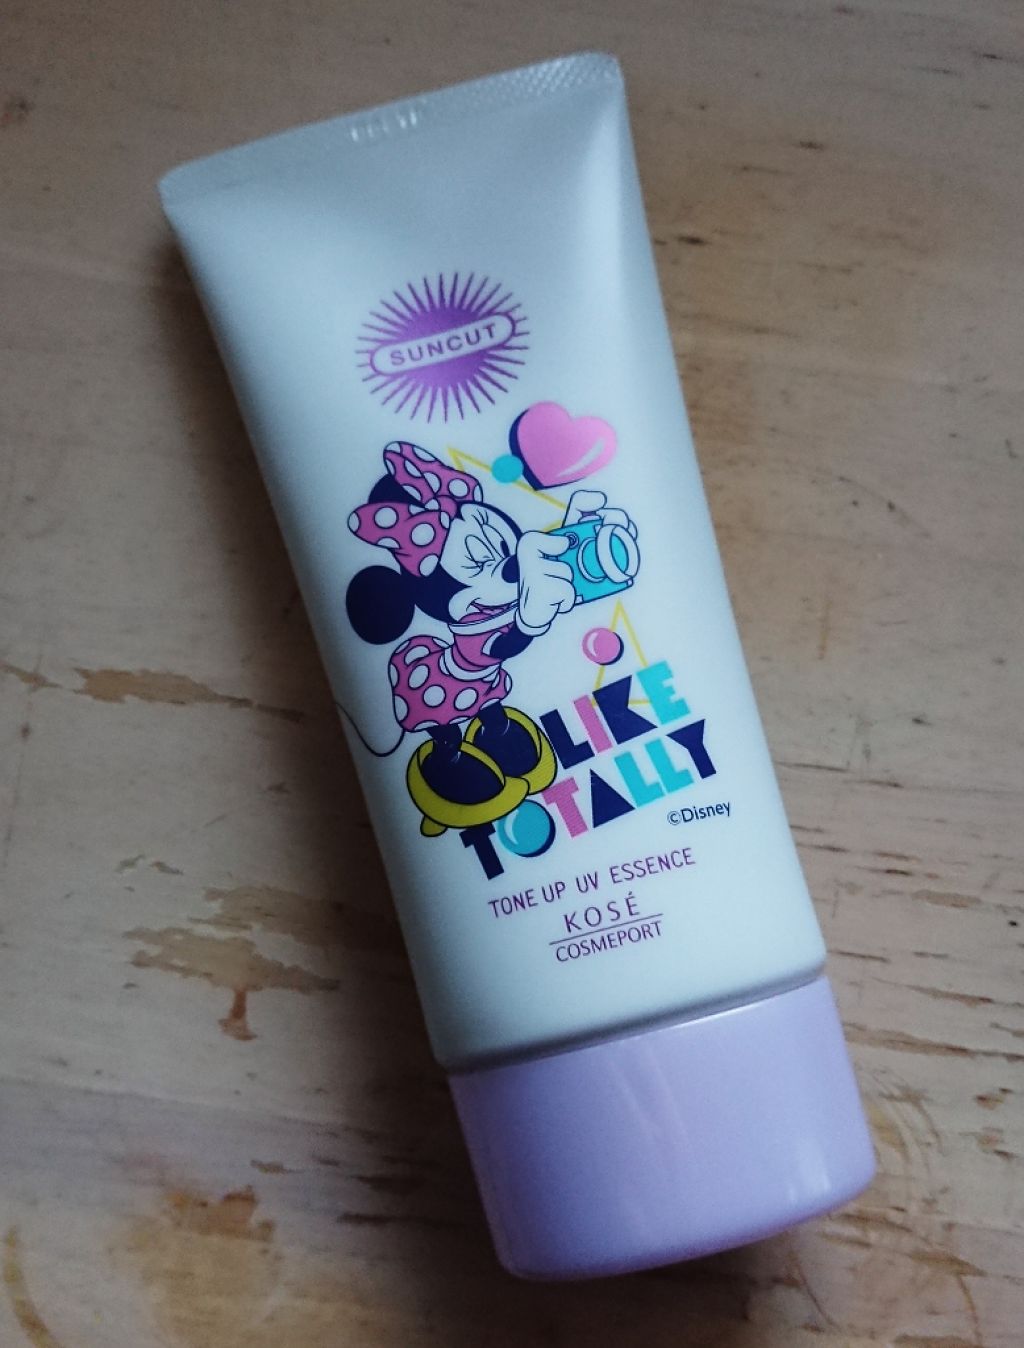 SUNCUT
LIKE
TOTALLY
©Disney
TONE UP UV ESSENCE
KOSÉ
COSMEPORT